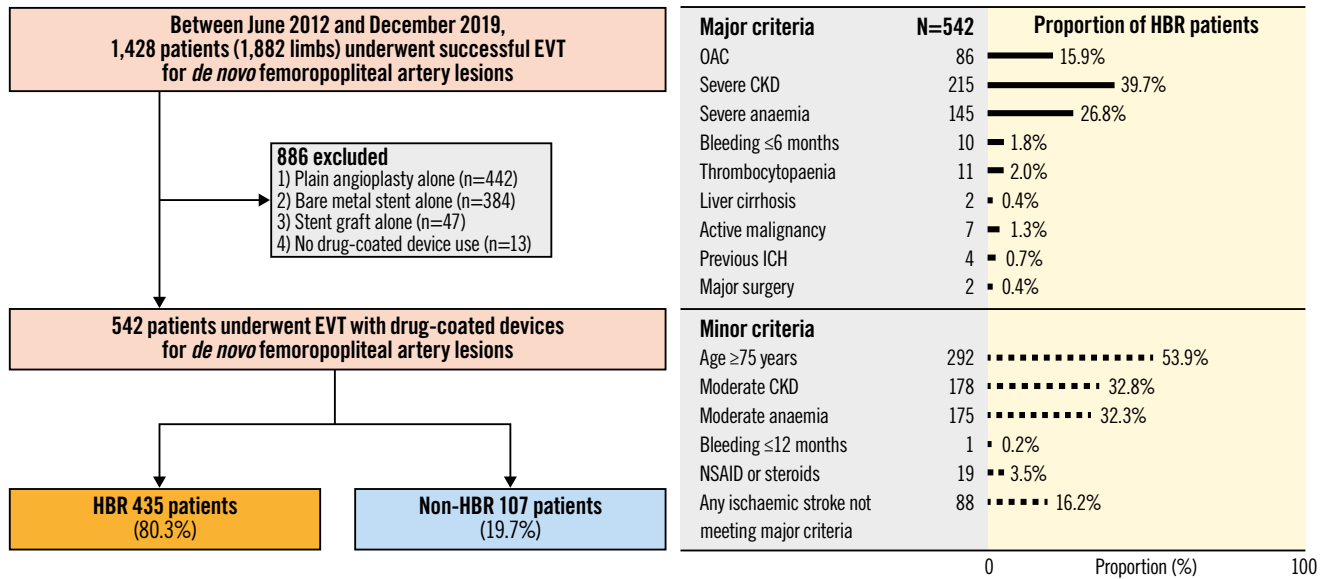 Between June 2012 and December 2019,
1,428 patients (1,882 limbs) underwent successful EVT
for de novo femoropopliteal artery lesions
886 excluded
1) Plain angioplasty alone (n=442)
2) Bare metal stent alone (n=384)
3) Stent graft alone (n=47)
4) No drug-coated device use (n=13)
542 patients underwent EVT with drug-coated devices
for de novo femoropopliteal artery lesions
HBR 435 patients
(80.3%)
Non-HBR 107 patients
(19.7%)
Major criteria N=542 Proportion of HBR patients
OAC 86 15.9%
Severe CKD 215 39.7%
Severe anaemia 145 26.8%
Bleeding ≤6 months 10 1.8%
Thrombocytopaenia 11 2.0%
Liver cirrhosis 2 0.4%
Active malignancy 7 1.3%
Previous ICH 4 0.7%
Major surgery 2 0.4%
Minor criteria
Age ≥75 years 292 53.9%
Moderate CKD 178 32.8%
Moderate anaemia 175 32.3%
Bleeding ≤12 months 1 0.2%
NSAID or steroids 19 3.5%
Any ischaemic stroke not 88 16.2%
meeting major criteria
0 Proportion (%) 100